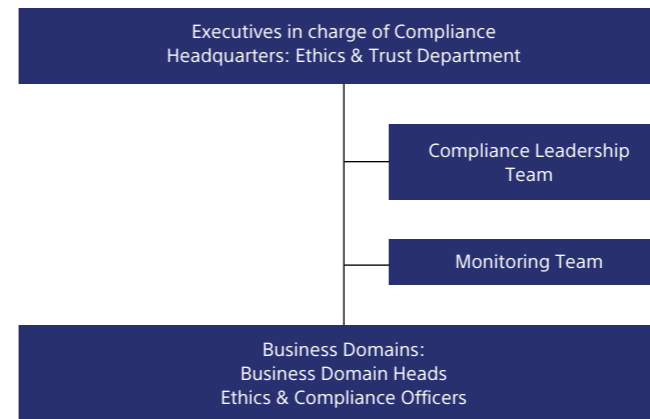 Executives in charge of Compliance
Headquarters: Ethics & Trust Department
Compliance Leadership
Team
Monitoring Team
Business Domains:
Business Domain Heads
Ethics & Compliance Officers